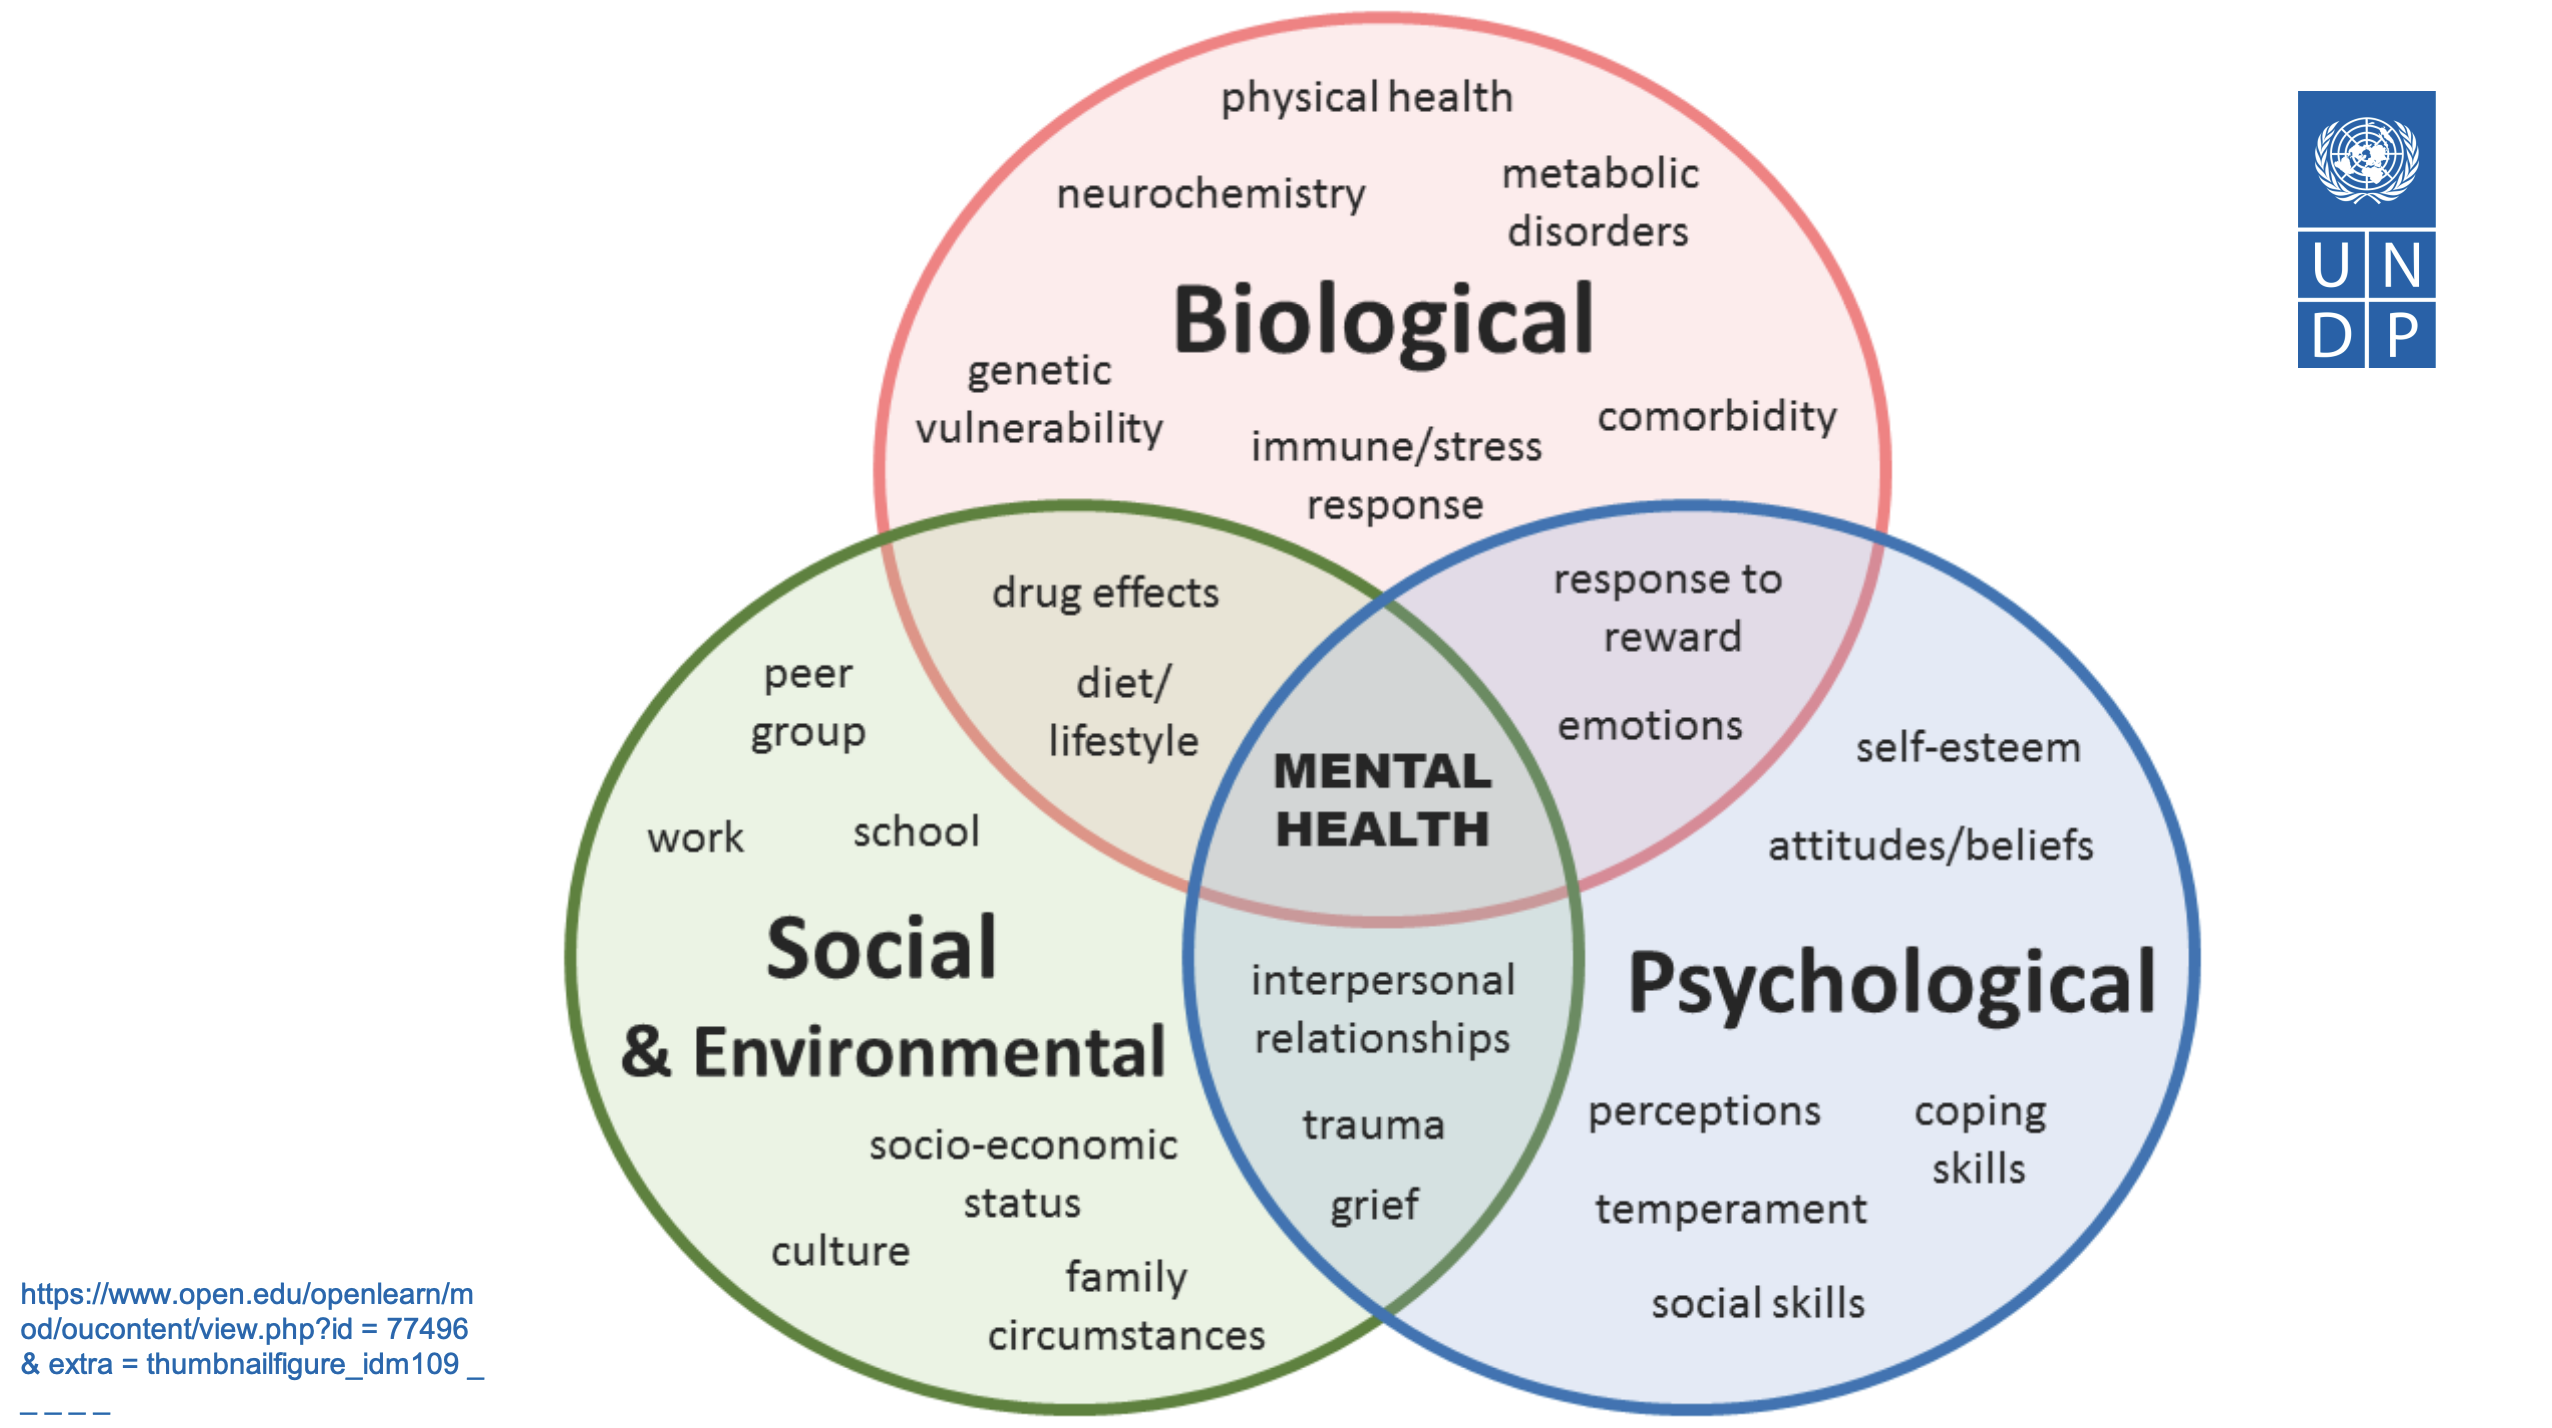 physical health
neurochemistry
metabolic
disorders
Biological
genetic
vulnerability
immune/stress
response
comorbidity
drug effects
diet/
lifestyle
response to
reward
emotions
MENTAL
HEALTH
peer
group
work
school
Social
& Environmental
socio-economic
status
culture
family
circumstances
interpersonal
relationships
trauma
grief
self-esteem
attitudes/beliefs
Psychological
perceptions
coping
skills
temperament
social skills
U N
D P
https://www.open.edu/openlearn/m
od/oucontent/view.php?id = 77496
& extra = thumbnailfigure_idm109 _
_ _ _ _